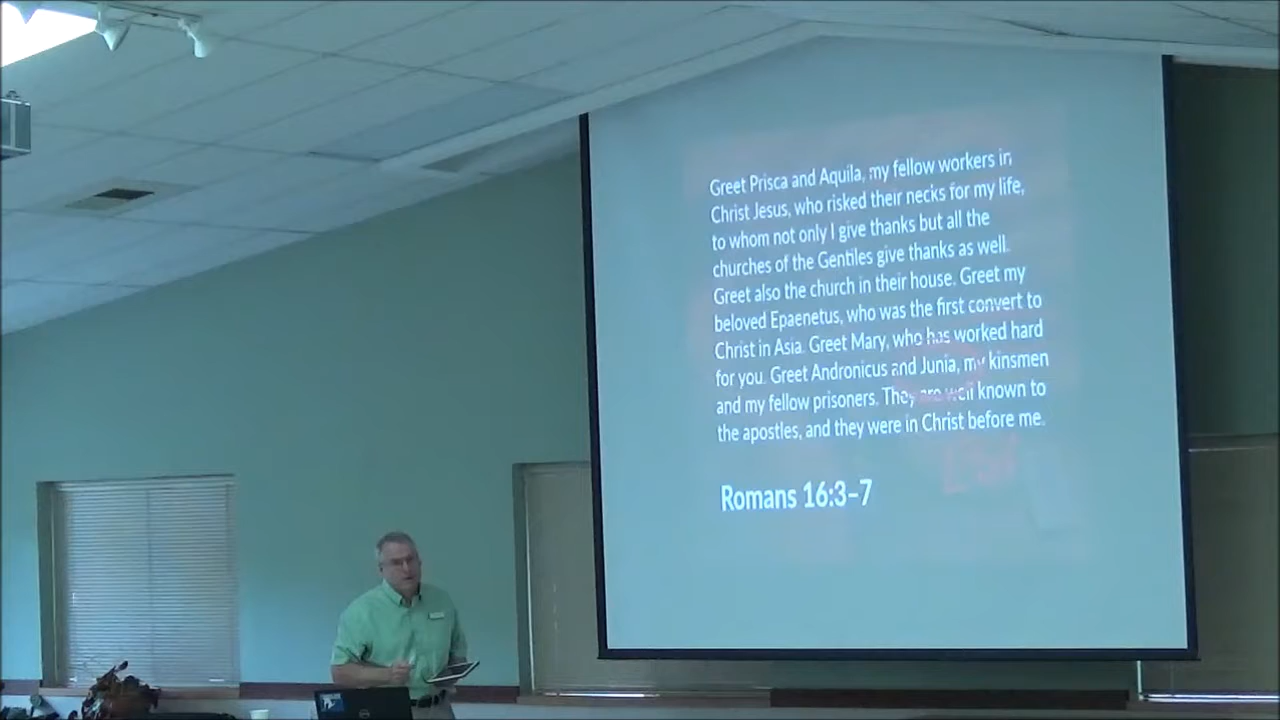 Greet Prisca and Aquila, my fellow workers in
Christ Jesus, who risked their necks for my life,
to whom not only I give thanks but all the
churches of the Gentiles give thanks as well.
Greet also the church in their house. Greet my
beloved Epaenetus, who was the first convert to
Christ in Asia. Greet Mary, who has worked hard
for you. Greet Andronicus and Junia, my kinsmen
and my fellow prisoners. They are well known to
the apostles, and they were in Christ before me.
Romans 16:3–7